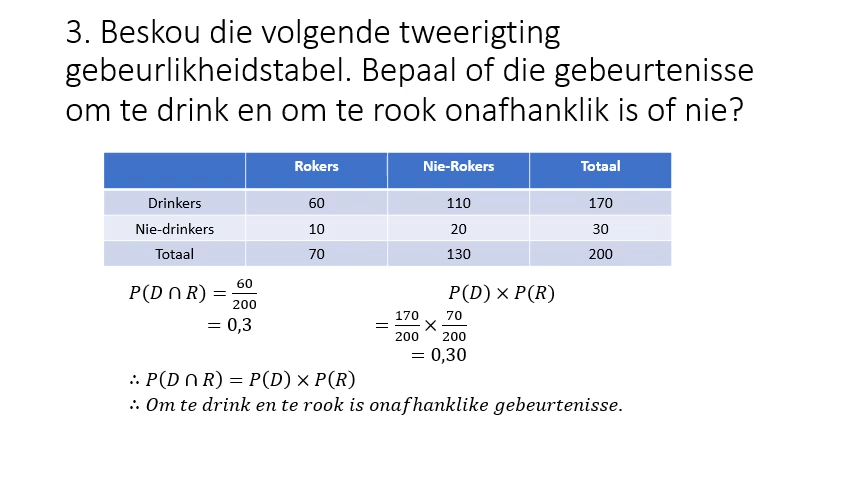 3. Beskou die volgende tweerigting
gebeurlikheidstabel. Bepaal of die gebeurtenisse
om te drink en om te rook onafhanklik is of nie?
Rokers Nie-Rokers Totaal
Drinkers 60 110 170
Nie-drinkers 10 20 30
Totaal 70 130 200
P(D ∩ R) = 60/200 P(D) × P(R)
= 0,3 = 170/200 × 70/200
= 0,30
∴ P(D ∩ R) = P(D) × P(R)
∴ Om te drink en te rook is onafhanklike gebeurtenisse.